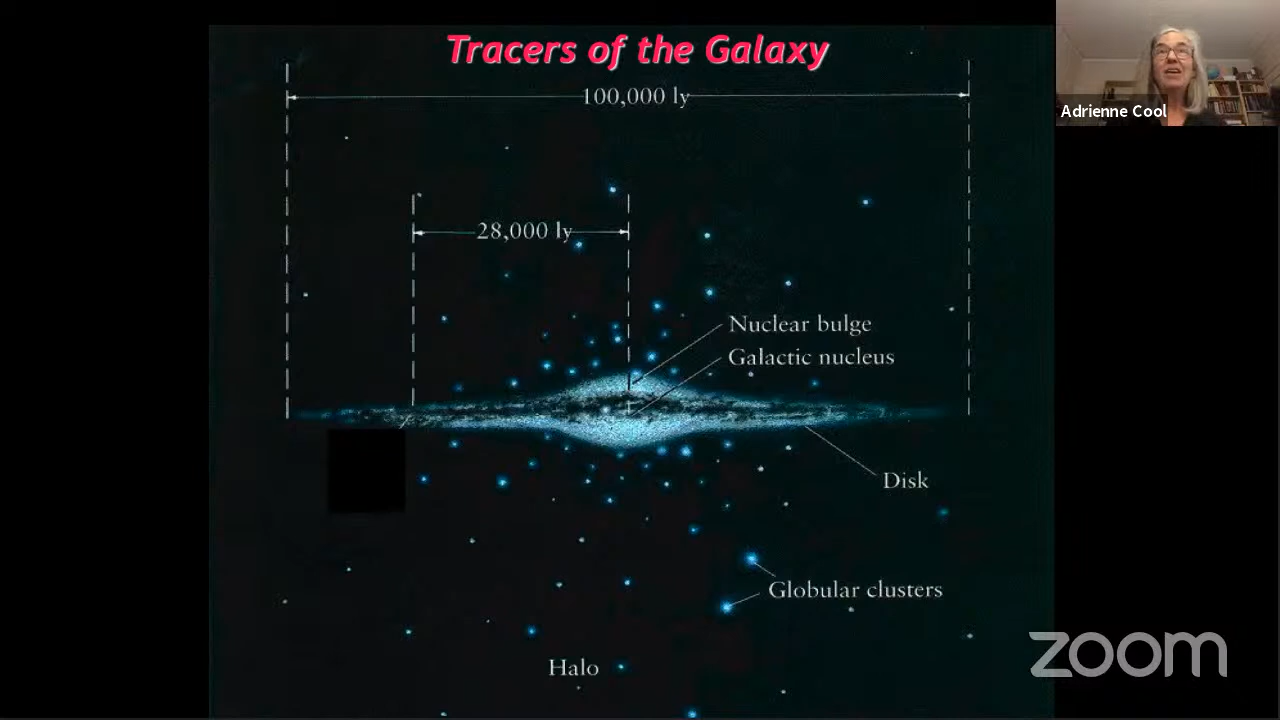 Tracers of the Galaxy
100,000 ly
Adrienne Cool
28,000 ly
Nuclear bulge
Galactic nucleus
Disk
Globular clusters
Halo
zoom